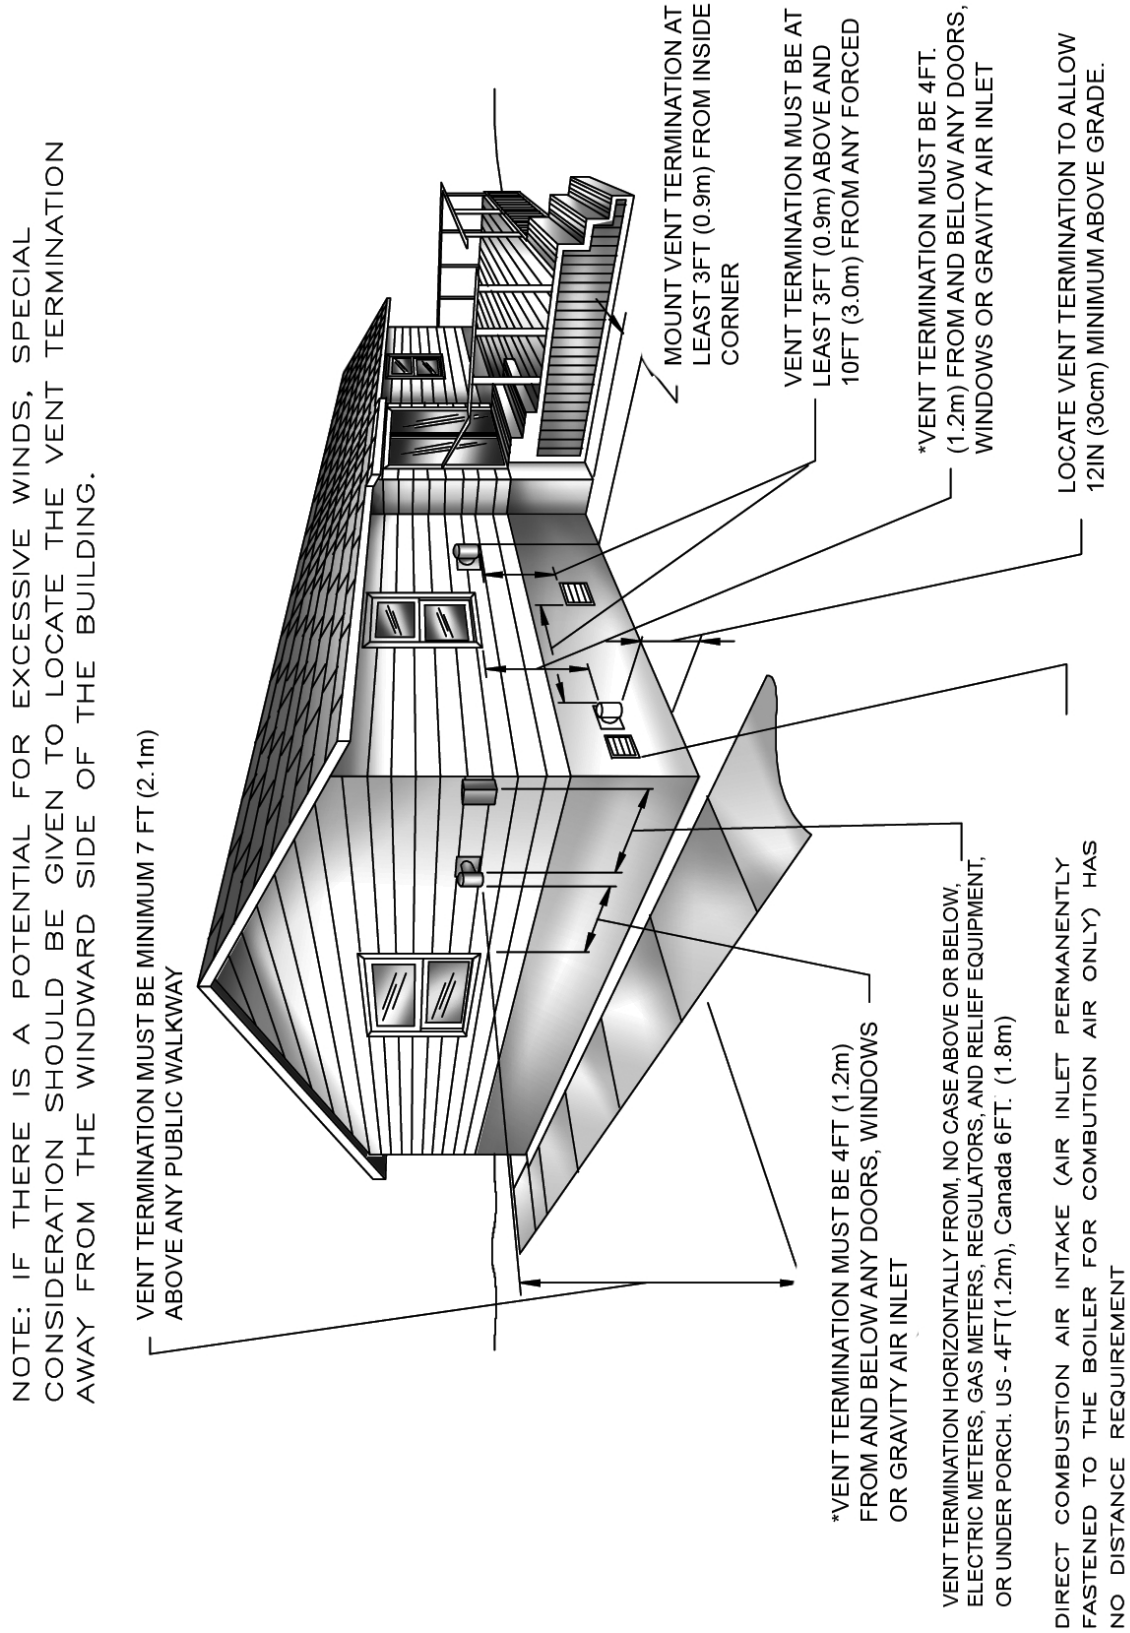 NOTE: IF THERE IS A POTENTIAL FOR EXCESSIVE WINDS, SPECIAL
CONSIDERATION SHOULD BE GIVEN TO LOCATE THE VENT TERMINATION
AWAY FROM THE WINDWARD SIDE OF THE BUILDING.
VENT TERMINATION MUST BE MINIMUM 7 FT (2.1m)
ABOVE ANY PUBLIC WALKWAY
MOUNT VENT TERMINATION AT
LEAST 3FT (0.9m) FROM INSIDE
CORNER
VENT TERMINATION MUST BE AT
LEAST 3FT (0.9m) ABOVE AND
10FT (3.0m) FROM ANY FORCED
*VENT TERMINATION MUST BE 4FT.
(1.2m) FROM AND BELOW ANY DOORS,
WINDOWS OR GRAVITY AIR INLET
LOCATE VENT TERMINATION TO ALLOW
12IN (30cm) MINIMUM ABOVE GRADE.
*VENT TERMINATION MUST BE 4FT (1.2m)
FROM AND BELOW ANY DOORS, WINDOWS
OR GRAVITY AIR INLET
VENT TERMINATION HORIZONTALLY FROM, NO CASE ABOVE OR BELOW,
ELECTRIC METERS, GAS METERS, REGULATORS, AND RELIEF EQUIPMENT,
OR UNDER PORCH. US - 4FT(1.2m), Canada 6FT. (1.8m)
DIRECT COMBUSTION AIR INTAKE (AIR INLET PERMANENTLY
FASTENED TO THE BOILER FOR COMBUTION AIR ONLY) HAS
NO DISTANCE REQUIREMENT